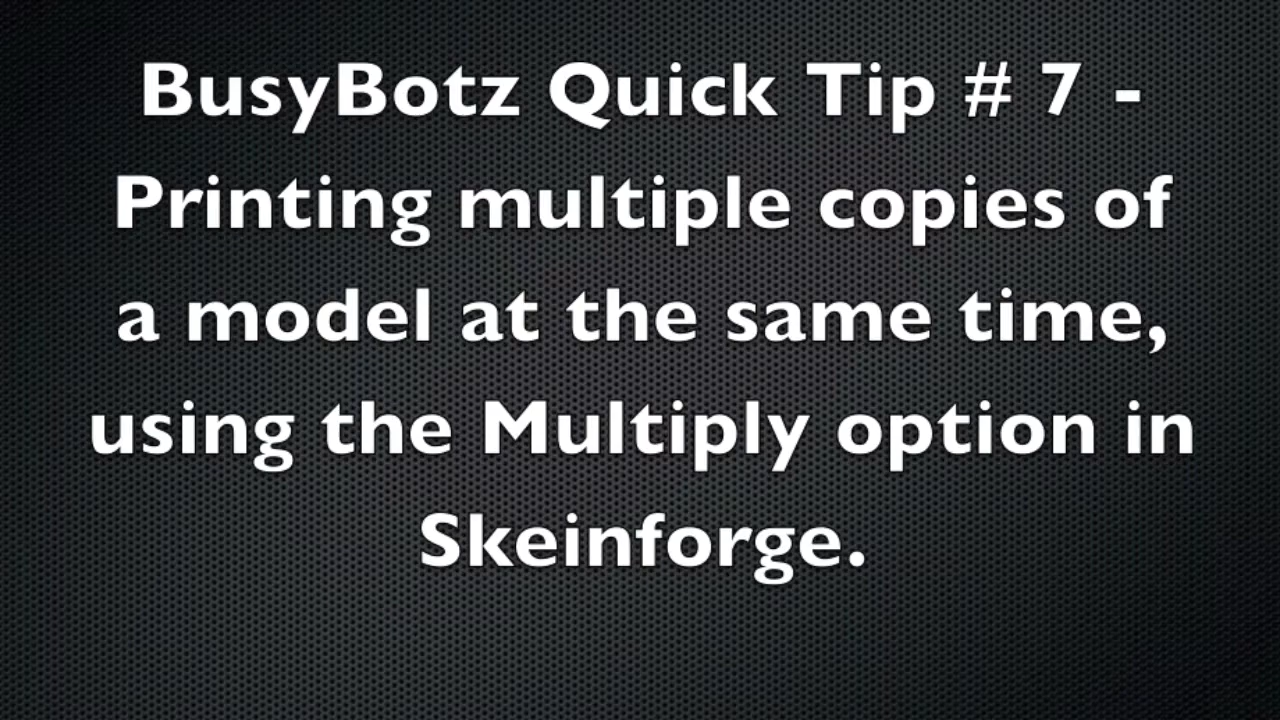 BusyBotz Quick Tip # 7 -
Printing multiple copies of
a model at the same time,
using the Multiply option in
Skeinforge.